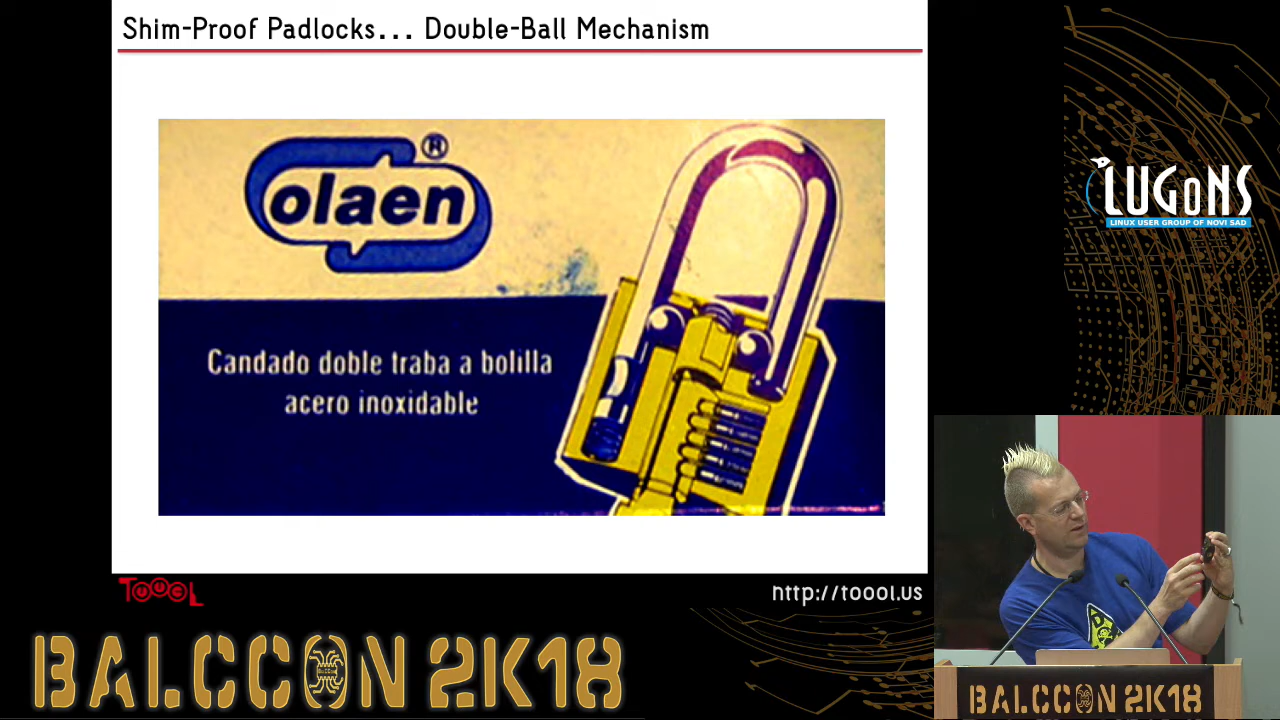 Shim-Proof Padlocks... Double-Ball Mechanism
olaen®
Candado doble traba a bolilla
acero inoxidable
TOOOL
http://toool.us
LUGoNS
LINUX USER GROUP OF NOVI SAD
BALCCON 2K18
BALCCON 2K18